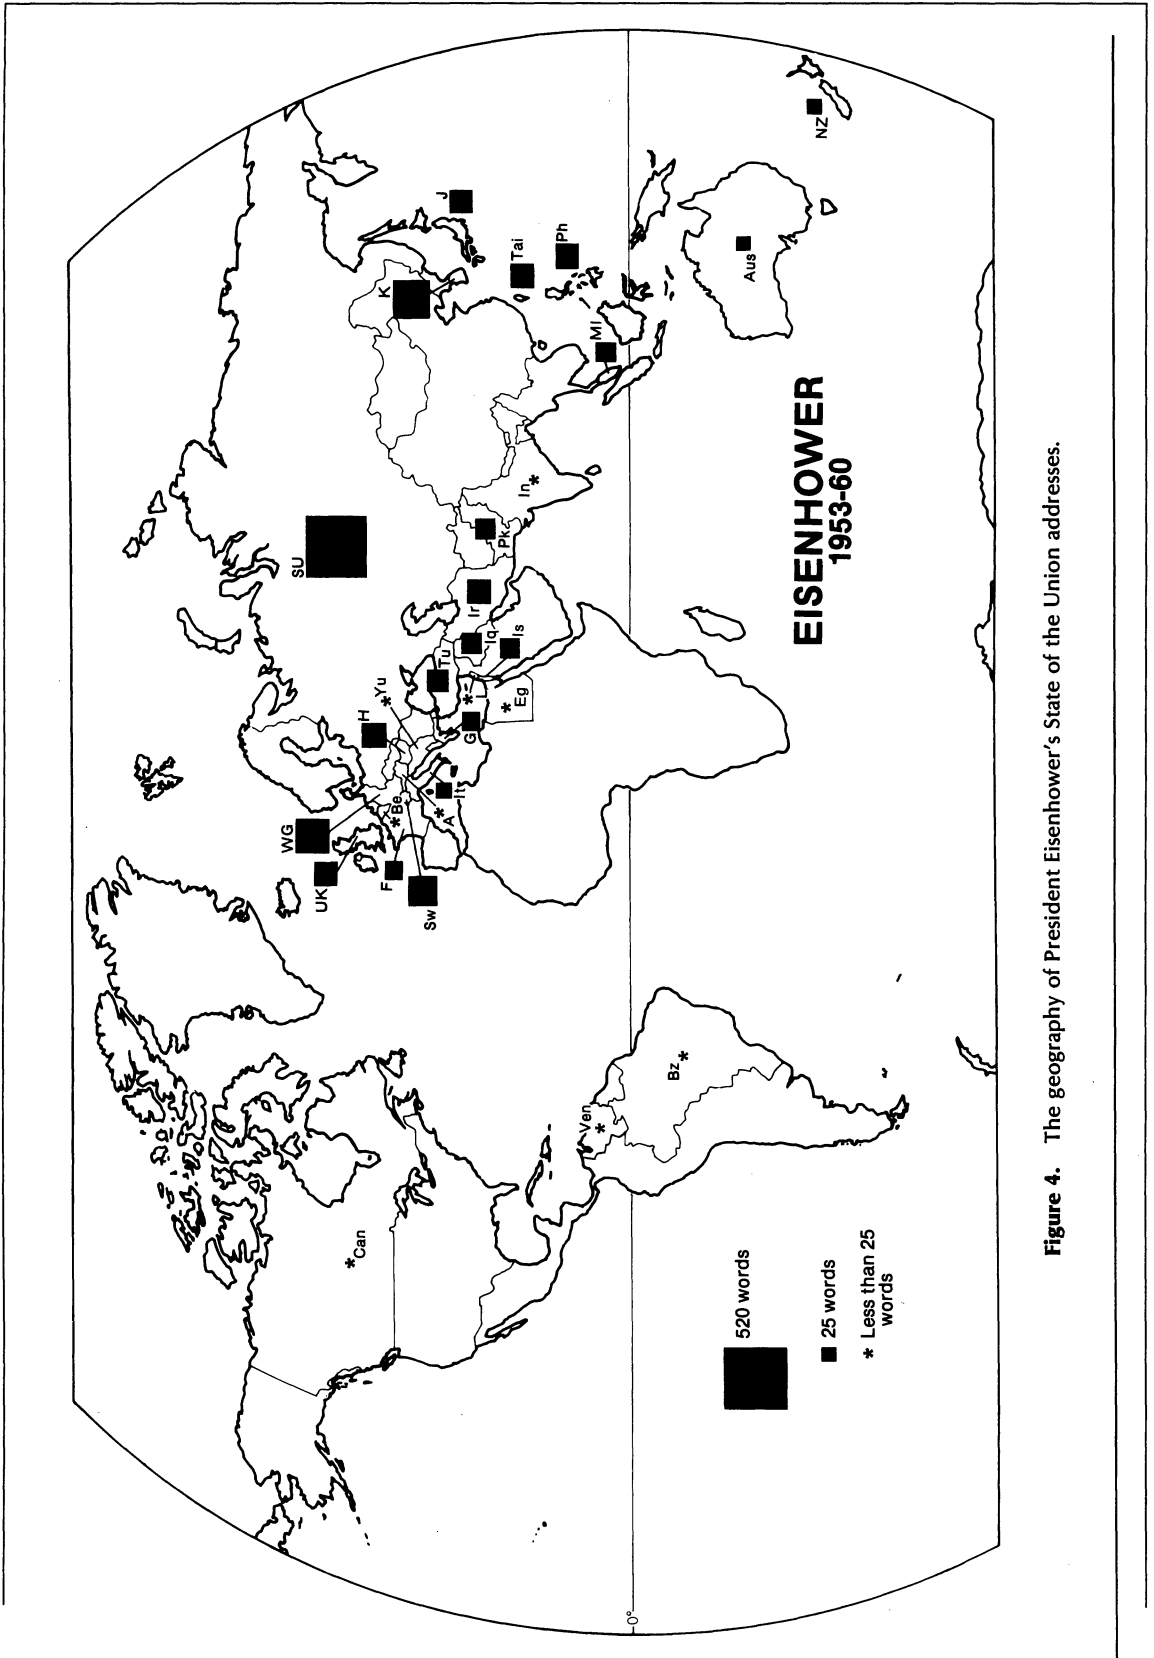 SU
WG
UK
F
Sw
H
*Yu
*Be
*
A
It
G
Tu
*
L
Iq
Is
Ir
*
Eg
Pk
In*
K
J
Tai
Ph
Ml
Aus
NZ
*Can
Ven
*
Bz*
0°
EISENHOWER
1953-60
520 words
25 words
* Less than 25
words
Figure 4. The geography of President Eisenhower's State of the Union addresses.